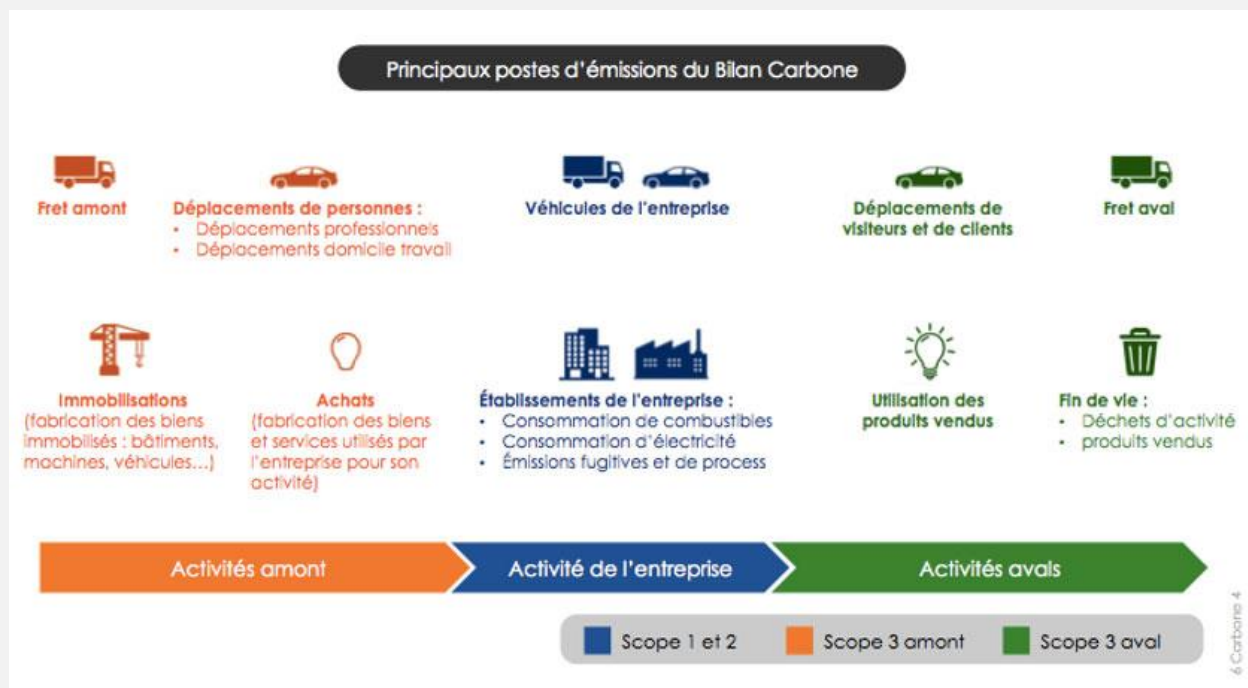 Principaux postes d'émissions du Bilan Carbone
Fret amont
Déplacements de personnes :
• Déplacements professionnels
• Déplacements domicile travail
Véhicules de l'entreprise
Déplacements de
visiteurs et de clients
Fret aval
Immobilisations
(fabrication des biens
immobilisés : bâtiments,
machines, véhicules...)
Achats
(fabrication des biens
et services utilisés par
l'entreprise pour son
activité)
Établissements de l'entreprise :
• Consommation de combustibles
• Consommation d'électricité
• Émissions fugitives et de process
Utilisation des
produits vendus
Fin de vie :
• Déchets d'activité
• produits vendus
Activités amont
Activité de l'entreprise
Activités avals
Scope 1 et 2
Scope 3 amont
Scope 3 aval
6 Carbone 4